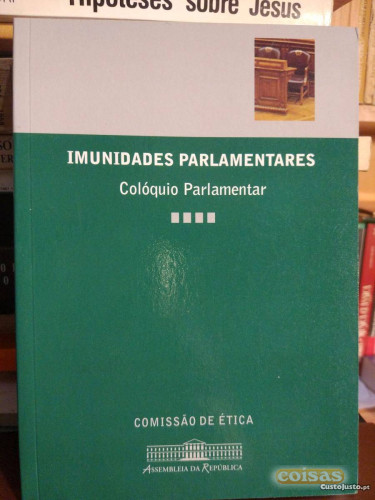 Hipóteses sobre Jesus
IMUNIDADES PARLAMENTARES
Colóquio Parlamentar
COMISSÃO DE ÉTICA
ASSEMBLEIA DA REPÚBLICA
coisas
CustoJusto.pt